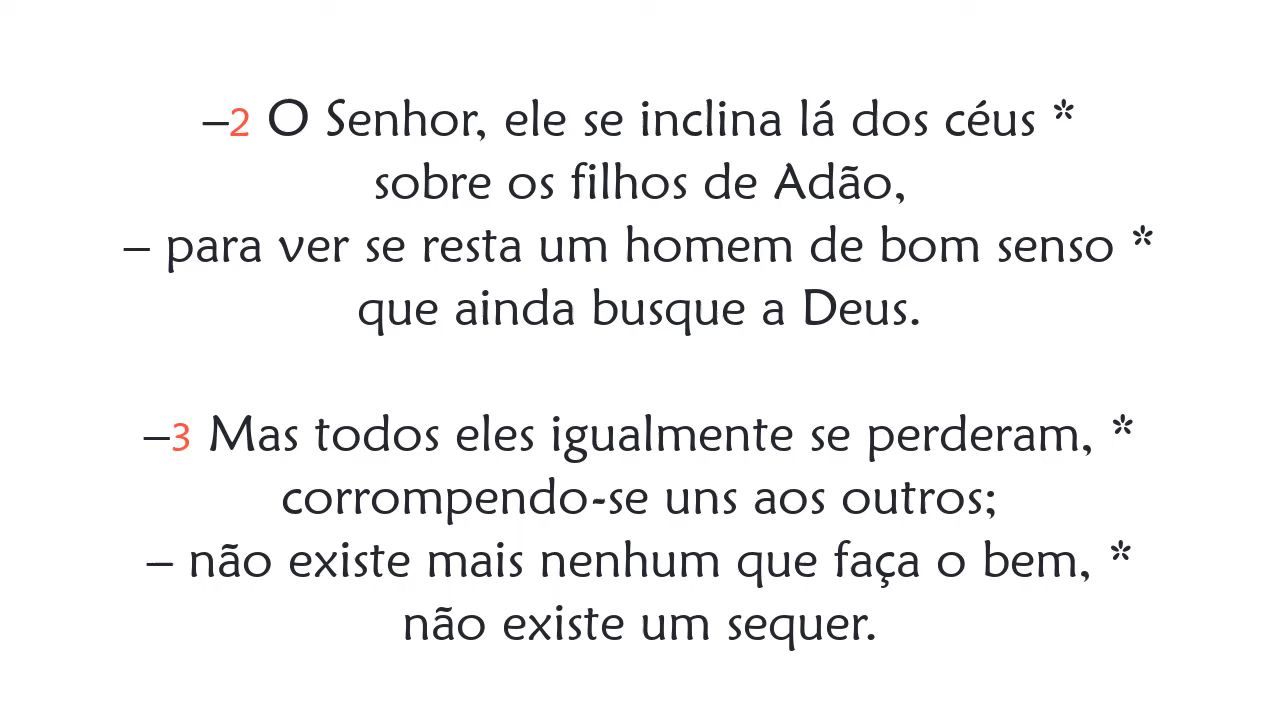 –2 O Senhor, ele se inclina lá dos céus *
sobre os filhos de Adão,
– para ver se resta um homem de bom senso *
que ainda busque a Deus.
–3 Mas todos eles igualmente se perderam, *
corrompendo-se uns aos outros;
– não existe mais nenhum que faça o bem, *
não existe um sequer.